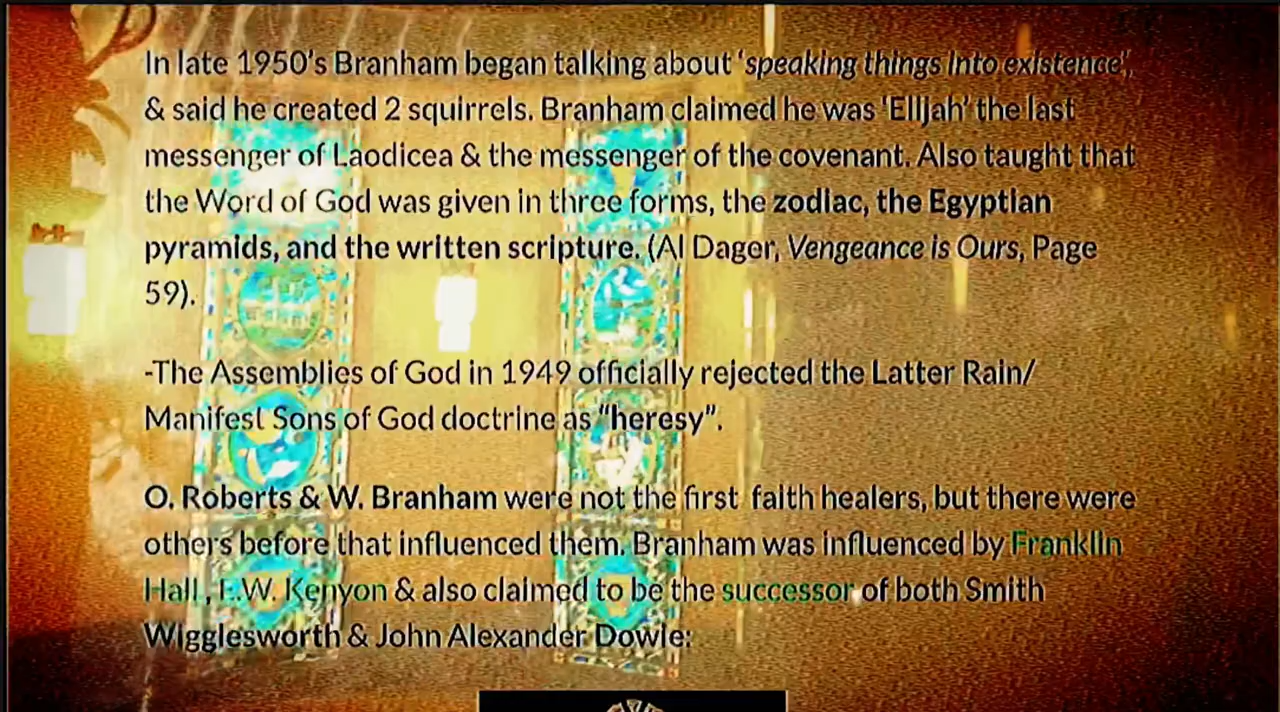 In late 1950's Branham began talking about 'speaking things into existence',
& said he created 2 squirrels. Branham claimed he was 'Elijah' the last
messenger of Laodicea & the messenger of the covenant. Also taught that
the Word of God was given in three forms, the zodiac, the Egyptian
pyramids, and the written scripture. (Al Dager, Vengeance is Ours, Page
59).
-The Assemblies of God in 1949 officially rejected the Latter Rain/
Manifest Sons of God doctrine as "heresy".
O. Roberts & W. Branham were not the first faith healers, but there were
others before that influenced them. Branham was influenced by Franklin
Hall , E.W. Kenyon & also claimed to be the successor of both Smith
Wigglesworth & John Alexander Dowie: